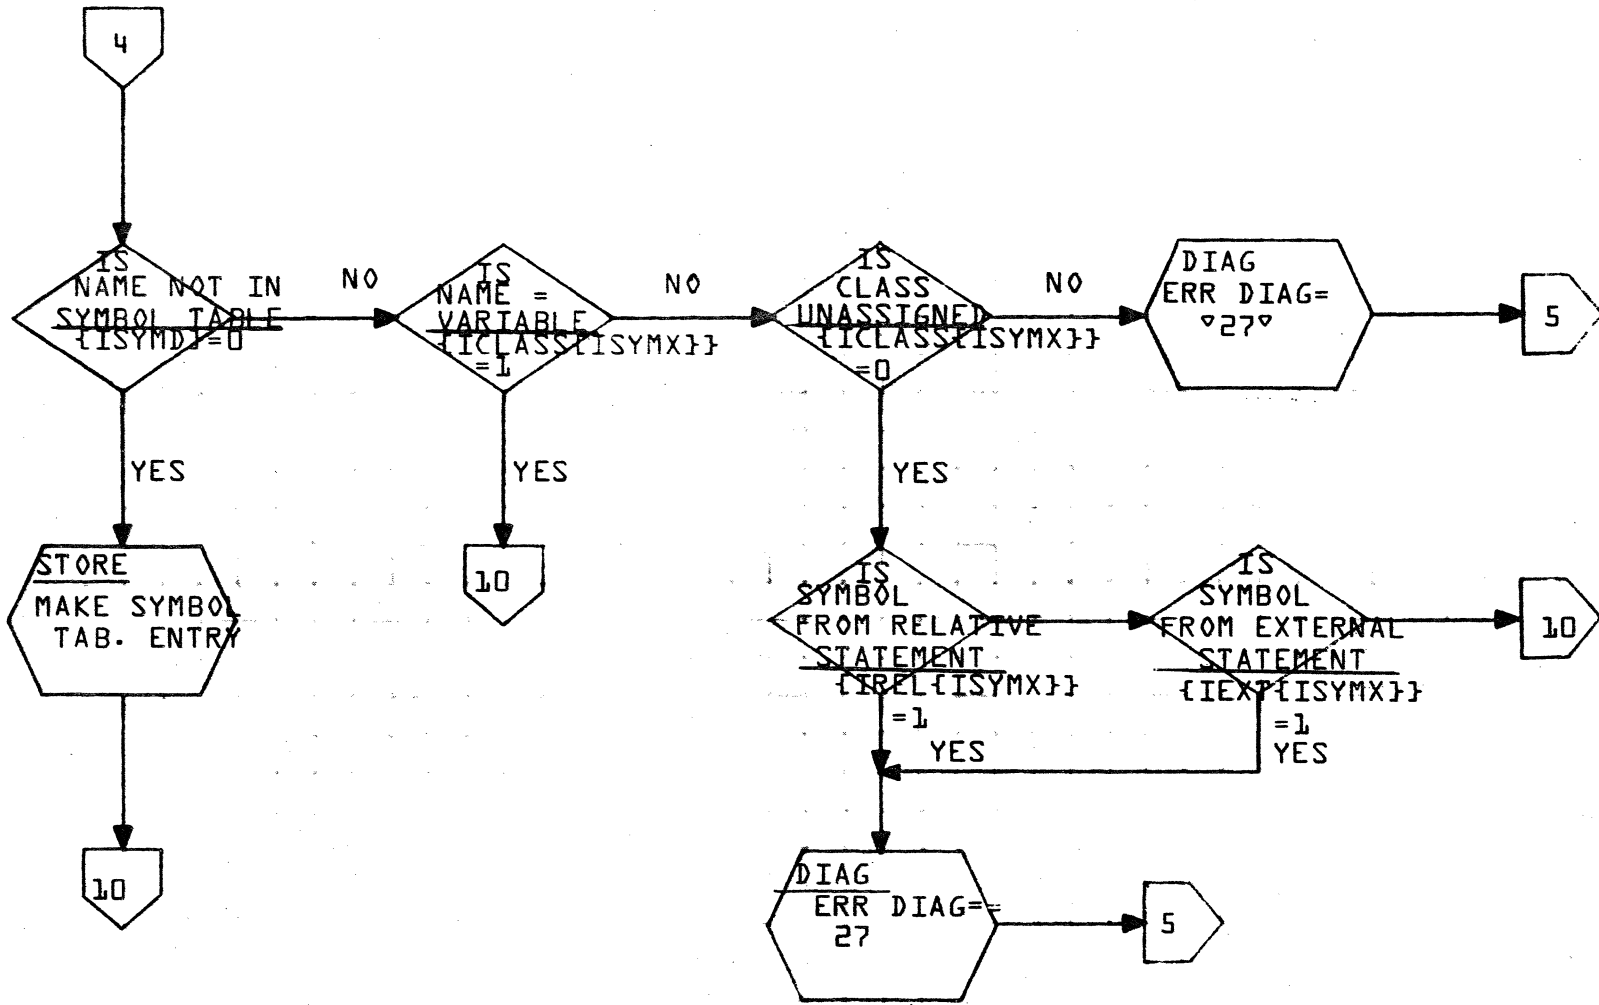 4
IS
NAME NOT IN
SYMBOL TABLE
{ISYMD}=0
NO
YES
STORE
MAKE SYMBOL
TAB. ENTRY
10
IS
NAME =
VARIABLE
{ICLASS{ISYMX}}
=1
NO
YES
10
IS
CLASS
UNASSIGNED
{ICLASS{ISYMX}}
=0
NO
YES
DIAG
ERR DIAG=
▿27▿
5
IS
SYMBOL
FROM RELATIVE
STATEMENT
{IREL{ISYMX}}
=1
YES
IS
SYMBOL
FROM EXTERNAL
STATEMENT
{IEXT{ISYMX}}
=1
YES
10
DIAG
ERR DIAG==
27
5